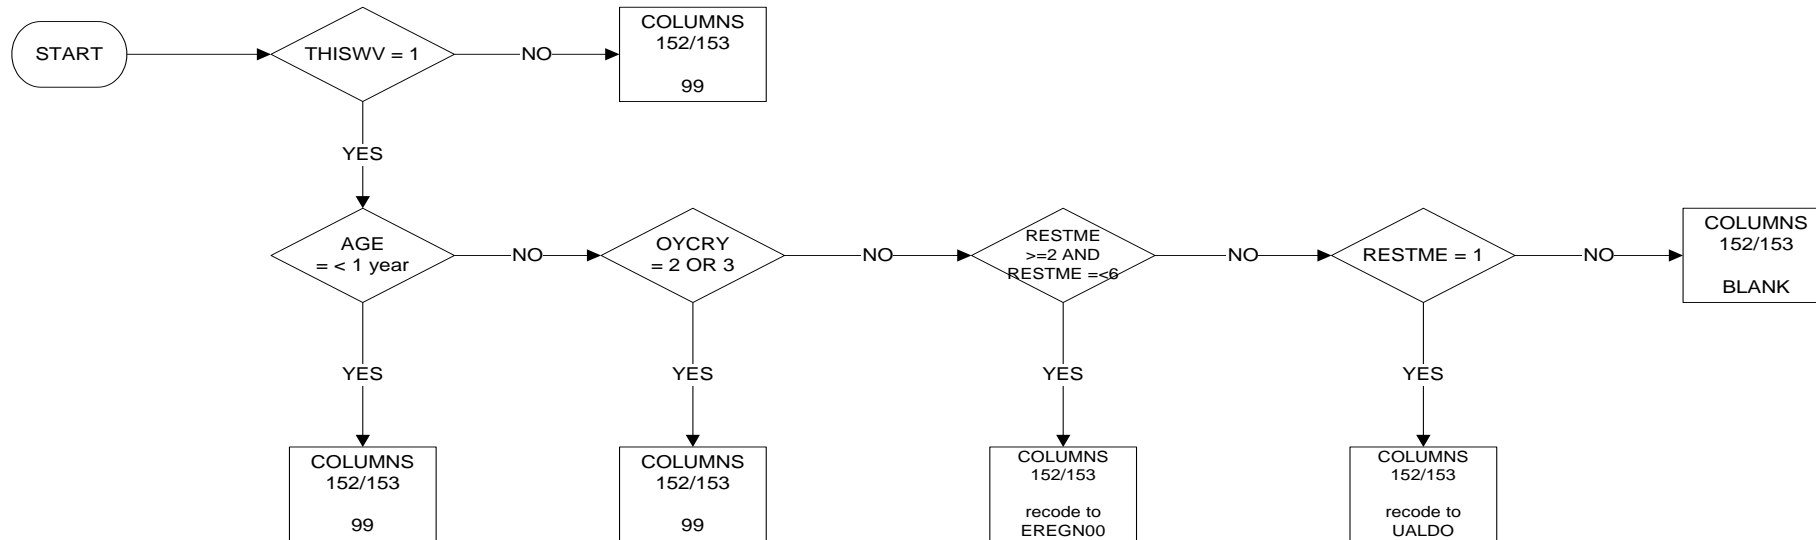 START
THISWV = 1
NO
COLUMNS
152/153
99
YES
AGE
= < 1 year
NO
OYCRY
= 2 OR 3
NO
RESTME
>=2 AND
RESTME =<6
NO
RESTME = 1
NO
COLUMNS
152/153
BLANK
YES
YES
YES
YES
COLUMNS
152/153
99
COLUMNS
152/153
99
COLUMNS
152/153
recode to
EREGN00
COLUMNS
152/153
recode to
UALDO